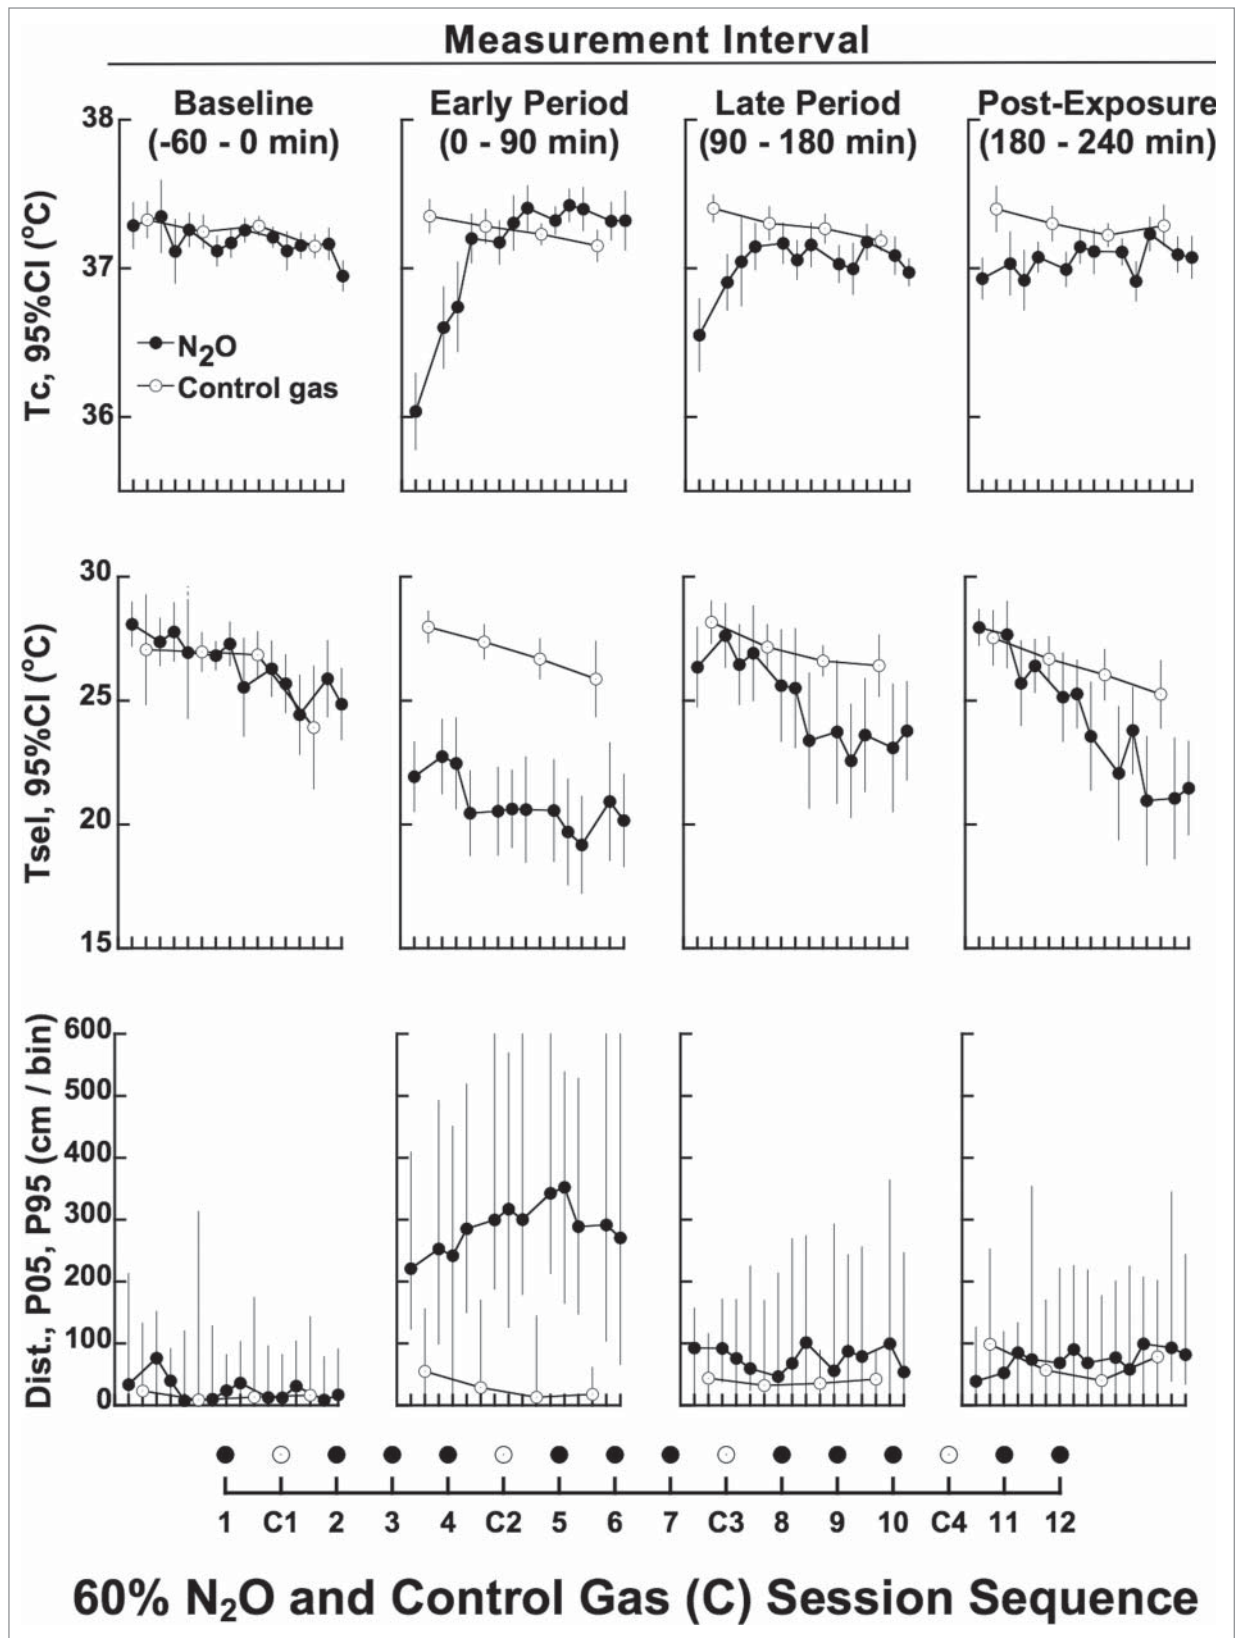 Measurement Interval
Baseline
(-60 - 0 min)
Early Period
(0 - 90 min)
Late Period
(90 - 180 min)
Post-Exposure
(180 - 240 min)
Tc, 95%CI (°C)
38
37
36
N₂O
Control gas
Tsel, 95%CI (°C)
30
25
20
15
Dist., P05, P95 (cm / bin)
600
500
400
300
200
100
0
1 C1 2 3 4 C2 5 6 7 C3 8 9 10 C4 11 12
60% N₂O and Control Gas (C) Session Sequence